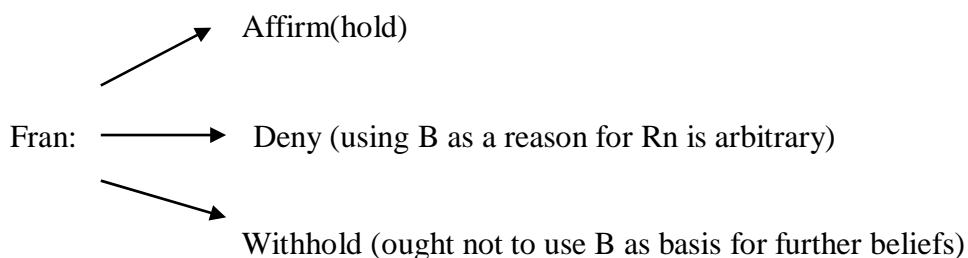 Affirm(hold)
Fran: Deny (using B as a reason for Rn is arbitrary)
Withhold (ought not to use B as basis for further beliefs)